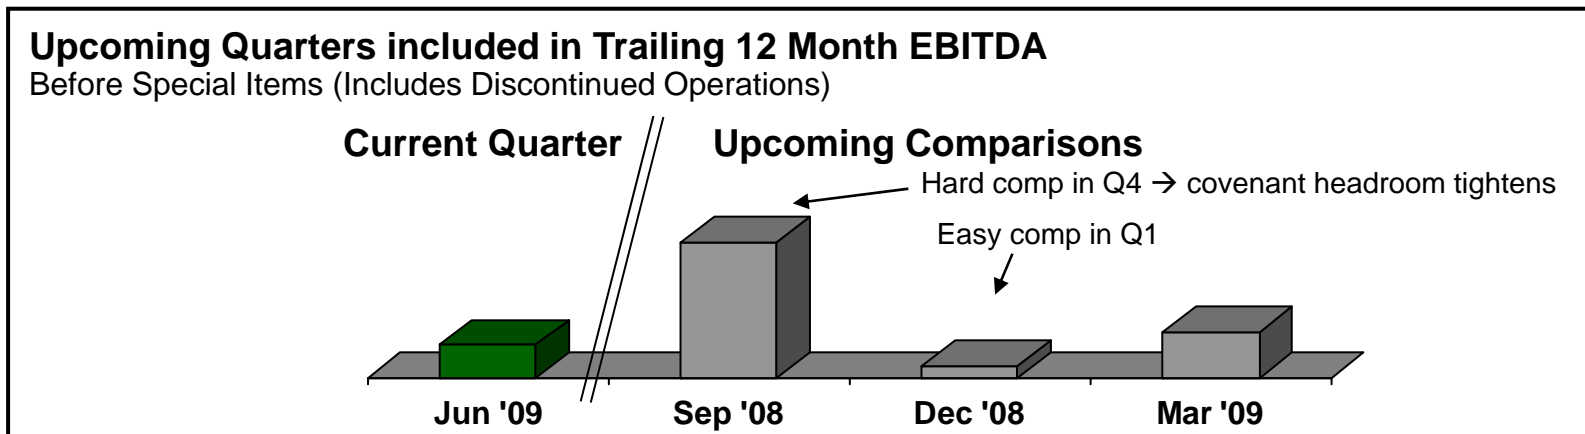 Upcoming Quarters included in Trailing 12 Month EBITDA
Before Special Items (Includes Discontinued Operations)
Current Quarter
Upcoming Comparisons
Hard comp in Q4 → covenant headroom tightens
Easy comp in Q1
Jun '09
Sep '08
Dec '08
Mar '09